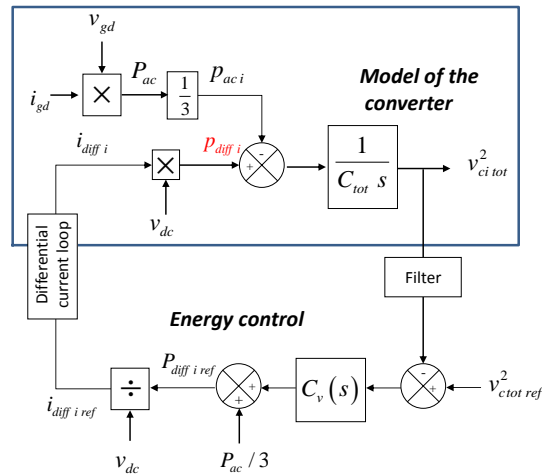 v_gd
i_gd
×
P_ac
1/3
p_ac i
Model of the
converter
i_diff i
×
p_diff i
-
+
1/(C_tot s)
v²_ci tot
v_dc
Differential
current loop
Filter
Energy control
P_diff i ref
÷
+
+
C_v(s)
-
+
v²_ctot ref
i_diff i ref
v_dc
P_ac / 3